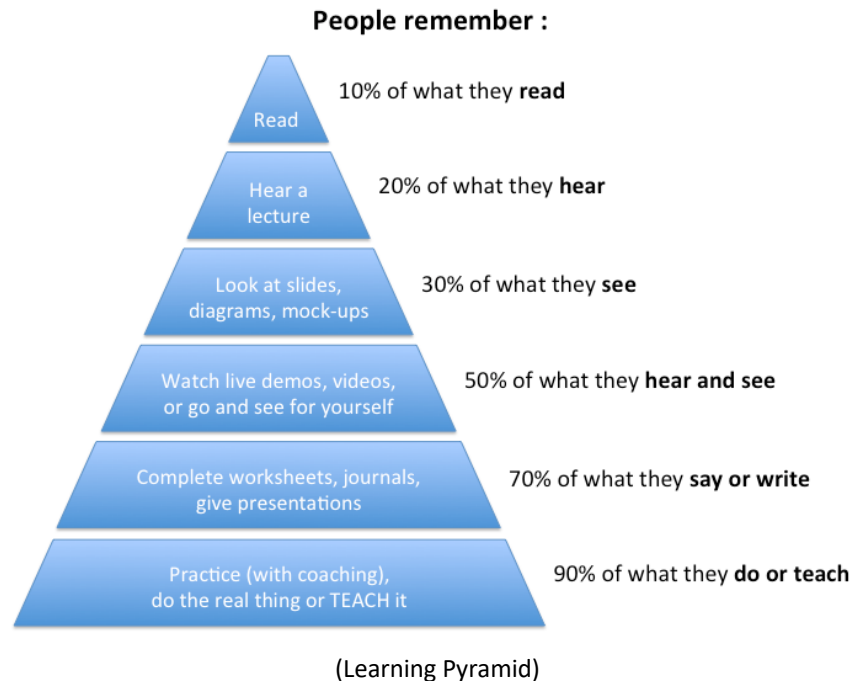 People remember :
Read
10% of what they read
Hear a
lecture
20% of what they hear
Look at slides,
diagrams, mock-ups
30% of what they see
Watch live demos, videos,
or go and see for yourself
50% of what they hear and see
Complete worksheets, journals,
give presentations
70% of what they say or write
Practice (with coaching),
do the real thing or TEACH it
90% of what they do or teach
(Learning Pyramid)